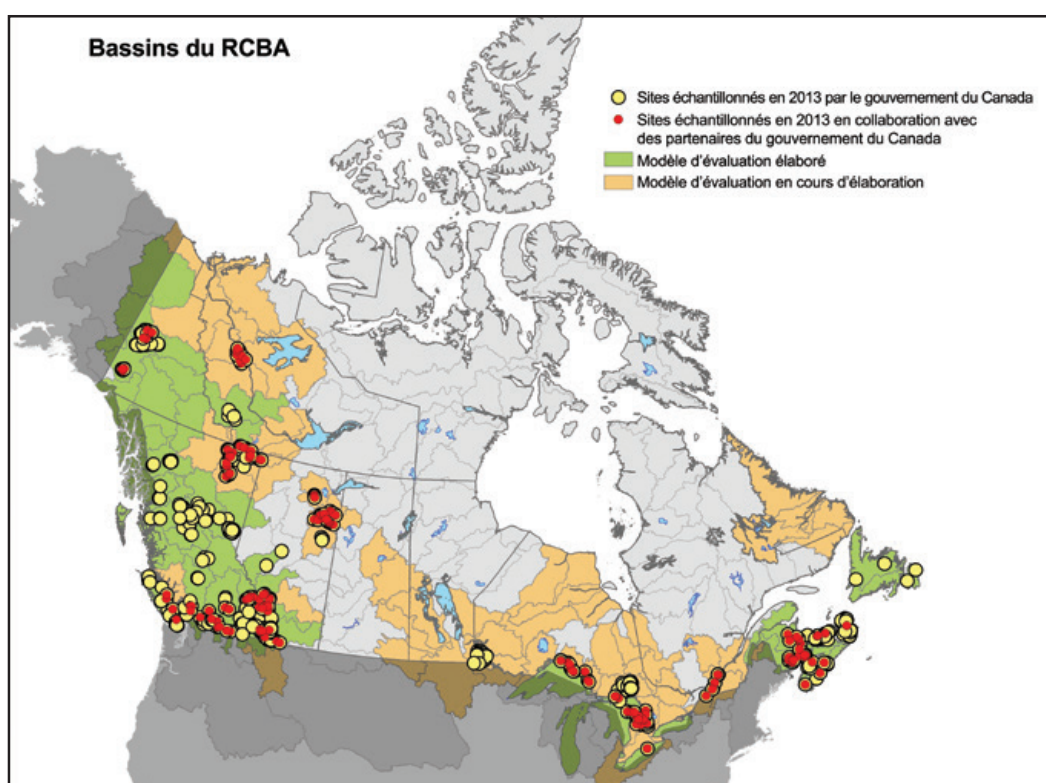 Bassins du RCBA
Sites échantillonnés en 2013 par le gouvernement du Canada
Sites échantillonnés en 2013 en collaboration avec
des partenaires du gouvernement du Canada
Modèle d'évaluation élaboré
Modèle d'évaluation en cours d'élaboration